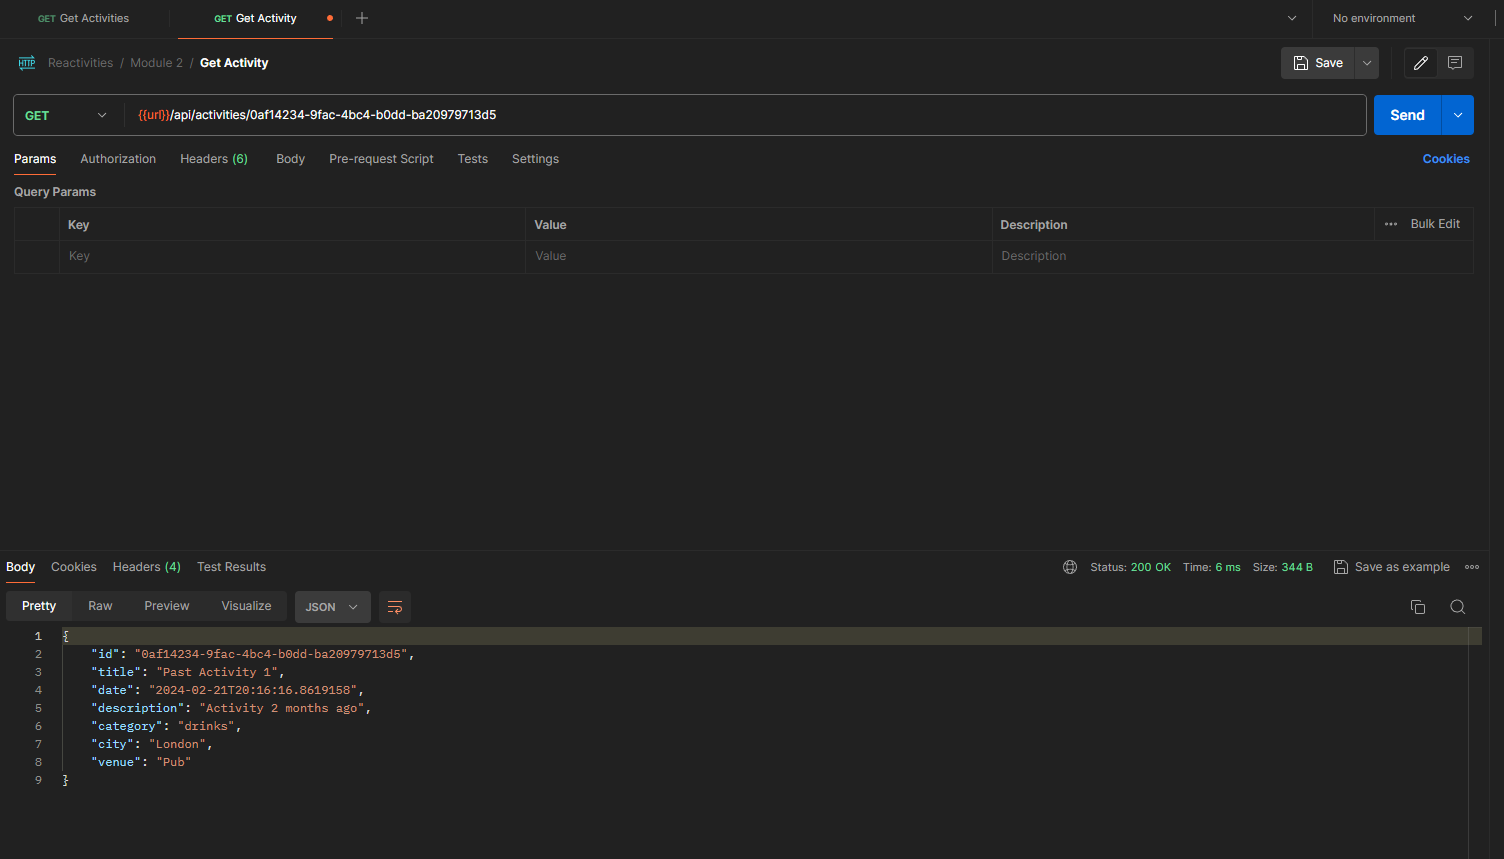 GET Get Activities GET Get Activity No environment
HTTP Reactivities / Module 2 / Get Activity Save
GET {{url}}/api/activities/0af14234-9fac-4bc4-b0dd-ba20979713d5 Send
Params Authorization Headers (6) Body Pre-request Script Tests Settings Cookies
Query Params
Key Value Description Bulk Edit
Key Value Description
Body Cookies Headers (4) Test Results Status: 200 OK Time: 6 ms Size: 344 B Save as example
Pretty Raw Preview Visualize JSON
1 {
2 "id": "0af14234-9fac-4bc4-b0dd-ba20979713d5",
3 "title": "Past Activity 1",
4 "date": "2024-02-21T20:16:16.8619158",
5 "description": "Activity 2 months ago",
6 "category": "drinks",
7 "city": "London",
8 "venue": "Pub"
9 }